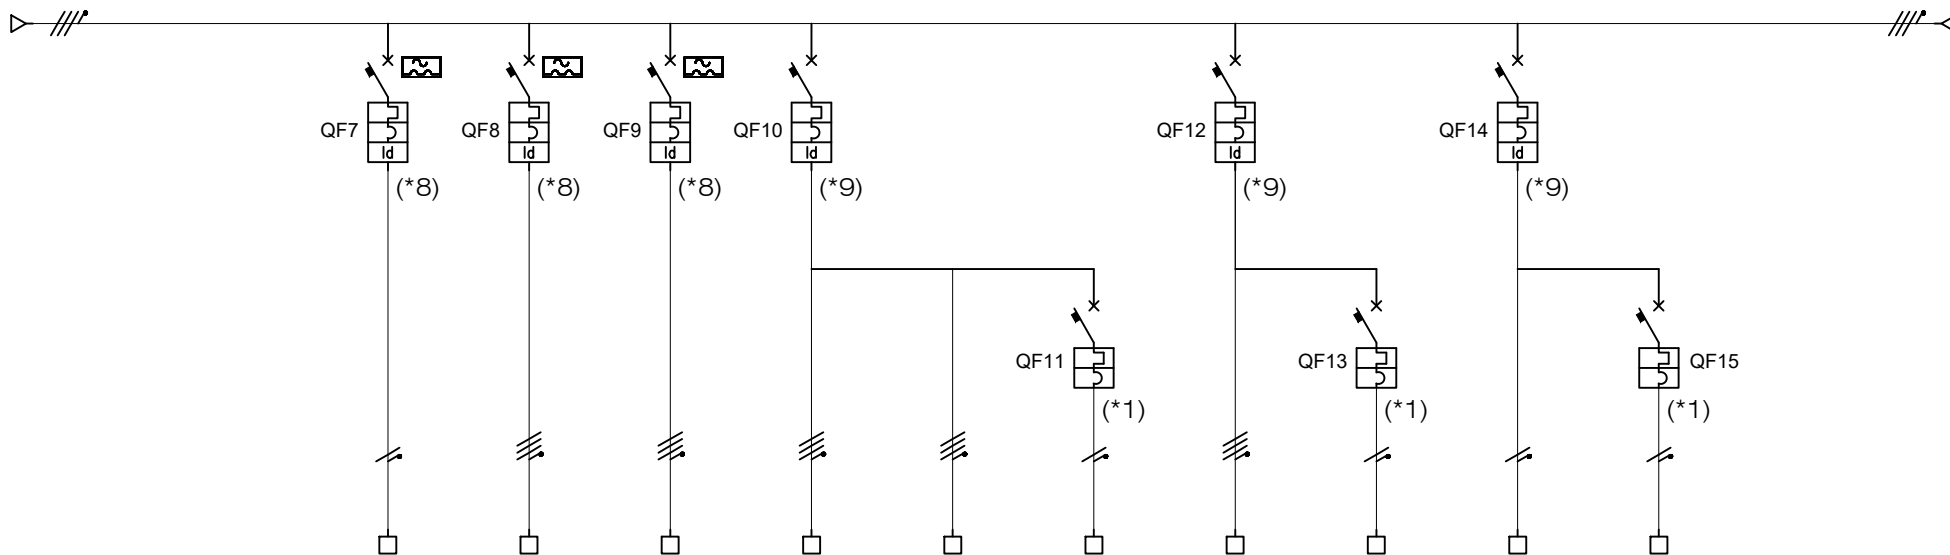 QF7 QF8 QF9 QF10 QF12 QF14
Id Id Id Id Id Id
(*8) (*8) (*8) (*9) (*9) (*9)
QF11 QF13 QF15
(*1) (*1) (*1)